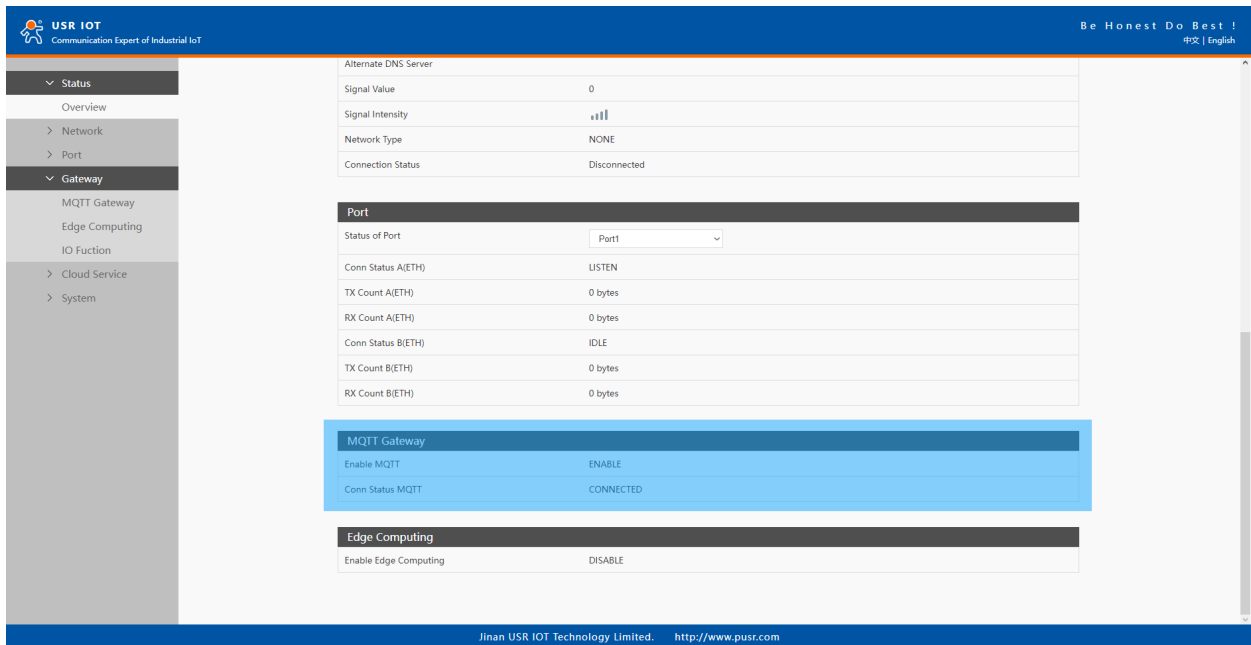 USR IOT
Communication Expert of Industrial IoT
Be Honest Do Best !
中文 | English
Status
Overview
Network
Port
Gateway
MQTT Gateway
Edge Computing
IO Fuction
Cloud Service
System
Alternate DNS Server
Signal Value 0
Signal Intensity
Network Type NONE
Connection Status Disconnected
Port
Status of Port Port1
Conn Status A(ETH) LISTEN
TX Count A(ETH) 0 bytes
RX Count A(ETH) 0 bytes
Conn Status B(ETH) IDLE
TX Count B(ETH) 0 bytes
RX Count B(ETH) 0 bytes
MQTT Gateway
Enable MQTT ENABLE
Conn Status MQTT CONNECTED
Edge Computing
Enable Edge Computing DISABLE
Jinan USR IOT Technology Limited. http://www.pusr.com